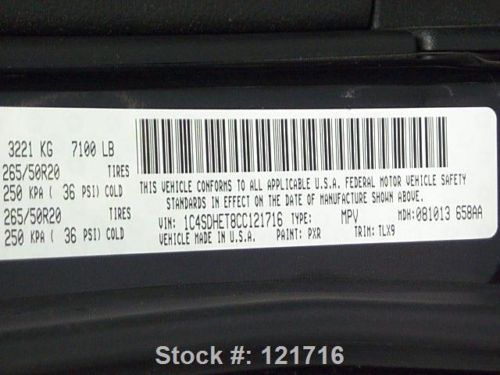 3221 KG 7100 LB
265/50R20 TIRES
250 KPA ( 36 PSI) COLD
265/50R20 TIRES
250 KPA ( 36 PSI) COLD
THIS VEHICLE CONFORMS TO ALL APPLICABLE U.S.A. FEDERAL MOTOR VEHICLE SAFETY
STANDARDS IN EFFECT ON THE DATE OF MANUFACTURE SHOWN ABOVE.
VIN: 1C4SDHET8CC121716 TYPE: MPV MDH: 081013 658AA
VEHICLE MADE IN U.S.A. PAINT: PXR TRIM: TLX9
Stock #: 121716